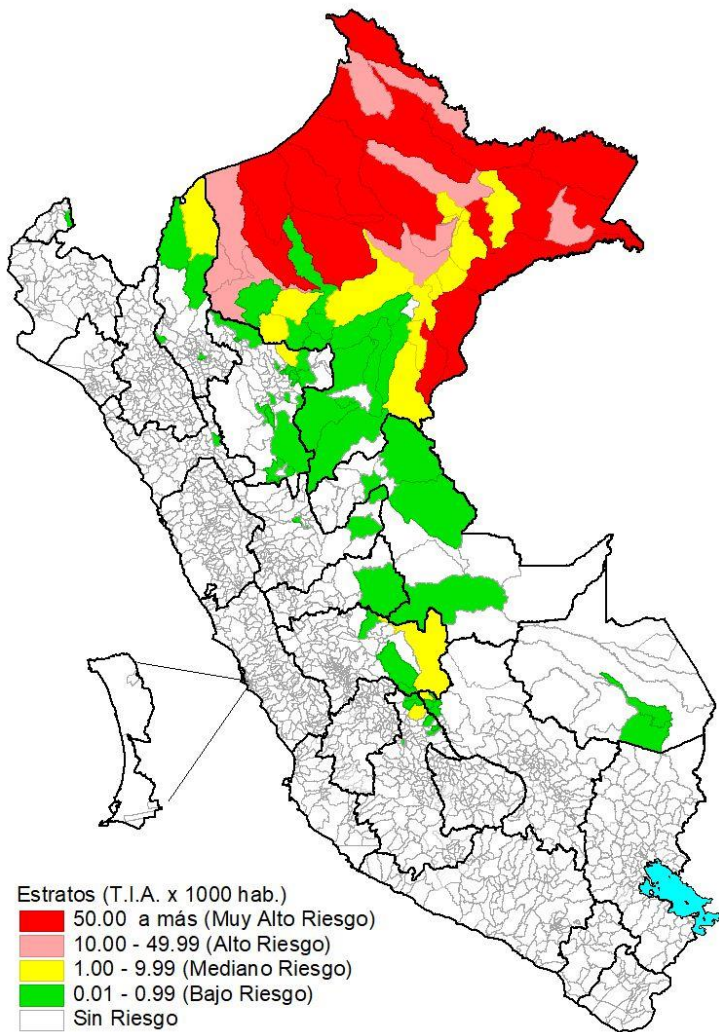 Estratos (T.I.A. x 1000 hab.)
50.00 a más (Muy Alto Riesgo)
10.00 - 49.99 (Alto Riesgo)
1.00 - 9.99 (Mediano Riesgo)
0.01 - 0.99 (Bajo Riesgo)
Sin Riesgo